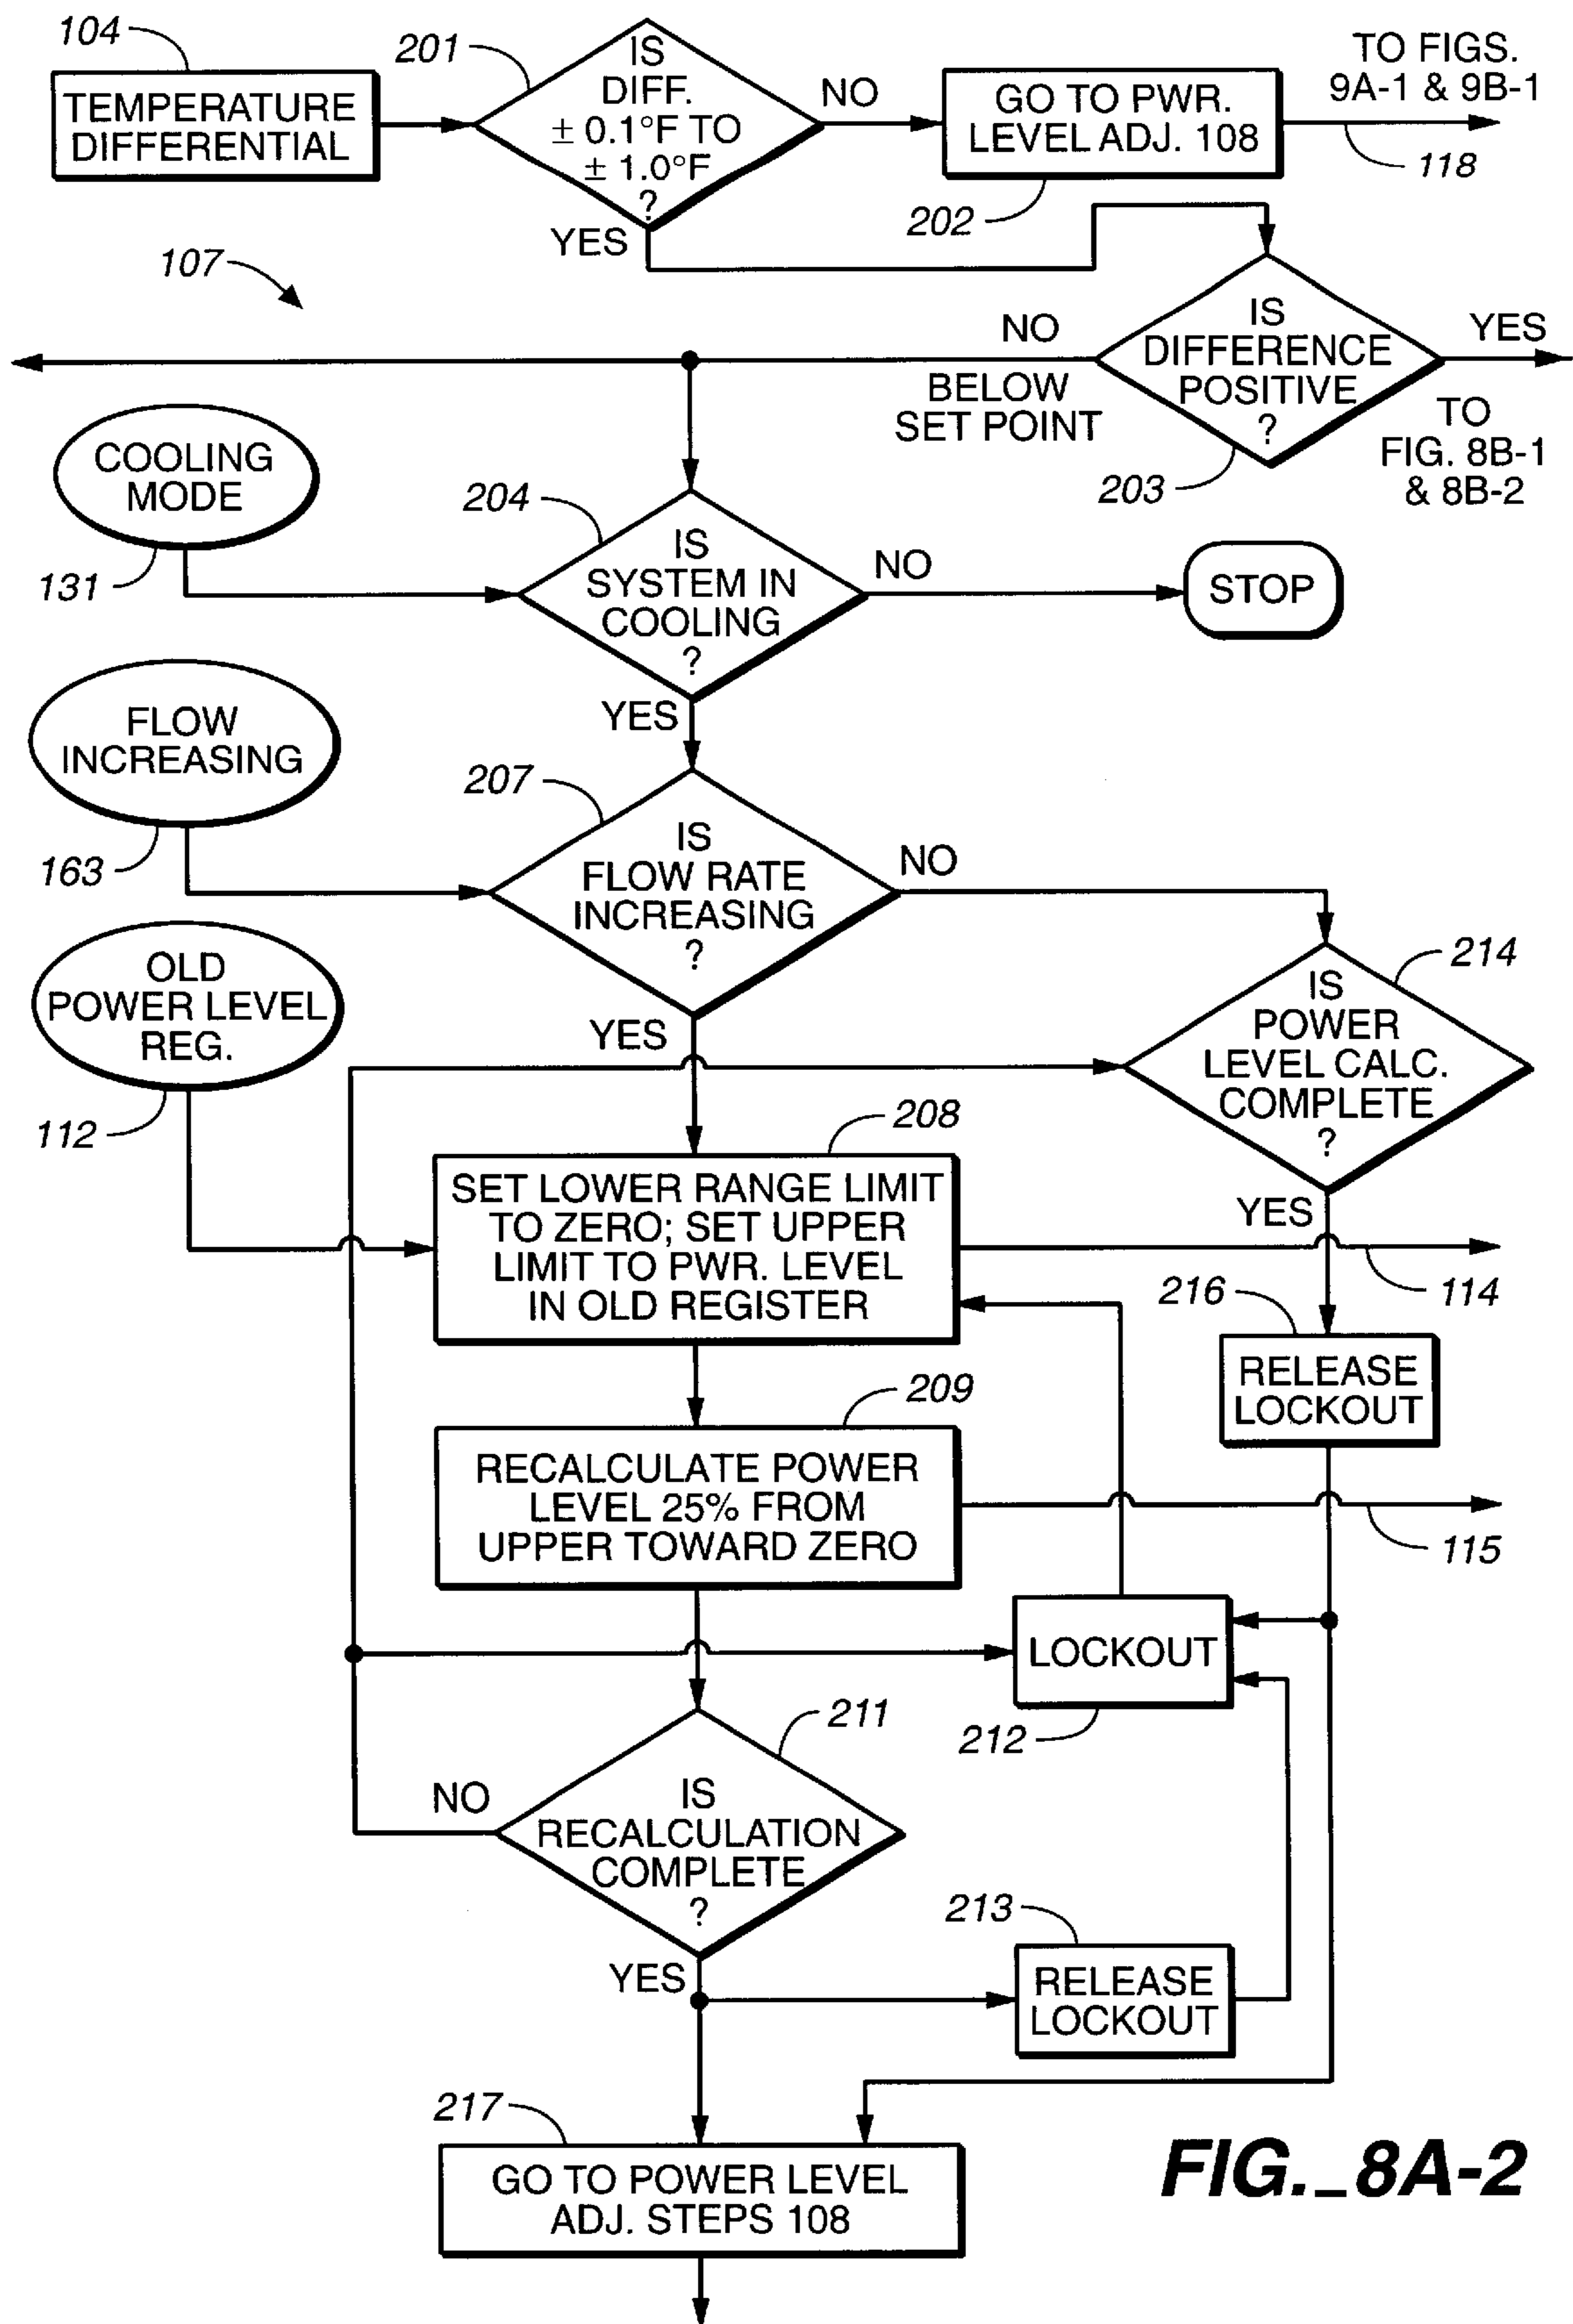 104
TEMPERATURE
DIFFERENTIAL
201
IS
DIFF.
± 0.1°F TO
± 1.0°F
?
NO
YES
GO TO PWR.
LEVEL ADJ. 108
202
TO FIGS.
9A-1 & 9B-1
118
107
IS
DIFFERENCE
POSITIVE
?
203
NO
BELOW
SET POINT
YES
TO
FIG. 8B-1
& 8B-2
COOLING
MODE
131
204
IS
SYSTEM IN
COOLING
?
NO
STOP
YES
FLOW
INCREASING
163
207
IS
FLOW RATE
INCREASING
?
NO
YES
OLD
POWER LEVEL
REG.
112
214
IS
POWER
LEVEL CALC.
COMPLETE
?
YES
208
SET LOWER RANGE LIMIT
TO ZERO; SET UPPER
LIMIT TO PWR. LEVEL
IN OLD REGISTER
114
216
RELEASE
LOCKOUT
209
RECALCULATE POWER
LEVEL 25% FROM
UPPER TOWARD ZERO
115
LOCKOUT
212
211
IS
RECALCULATION
COMPLETE
?
NO
YES
213
RELEASE
LOCKOUT
217
GO TO POWER LEVEL
ADJ. STEPS 108
FIG._8A-2